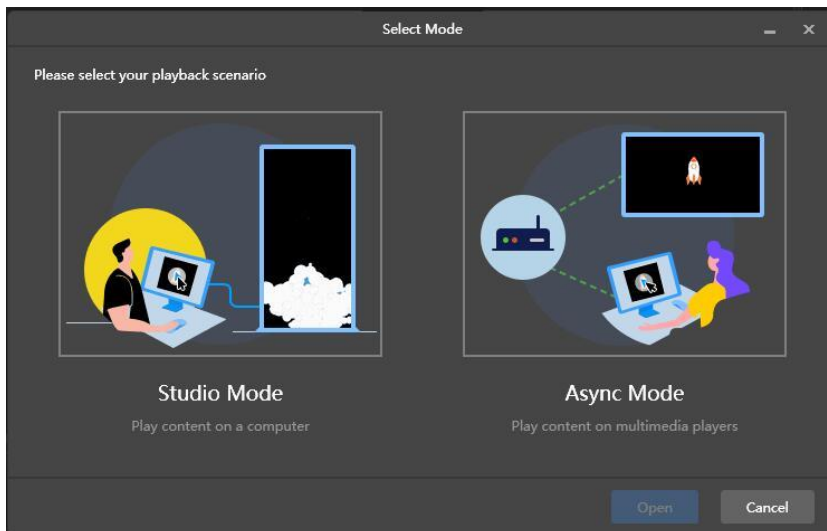 Select Mode
Please select your playback scenario
Studio Mode
Async Mode
Play content on a computer
Play content on multimedia players
Open
Cancel